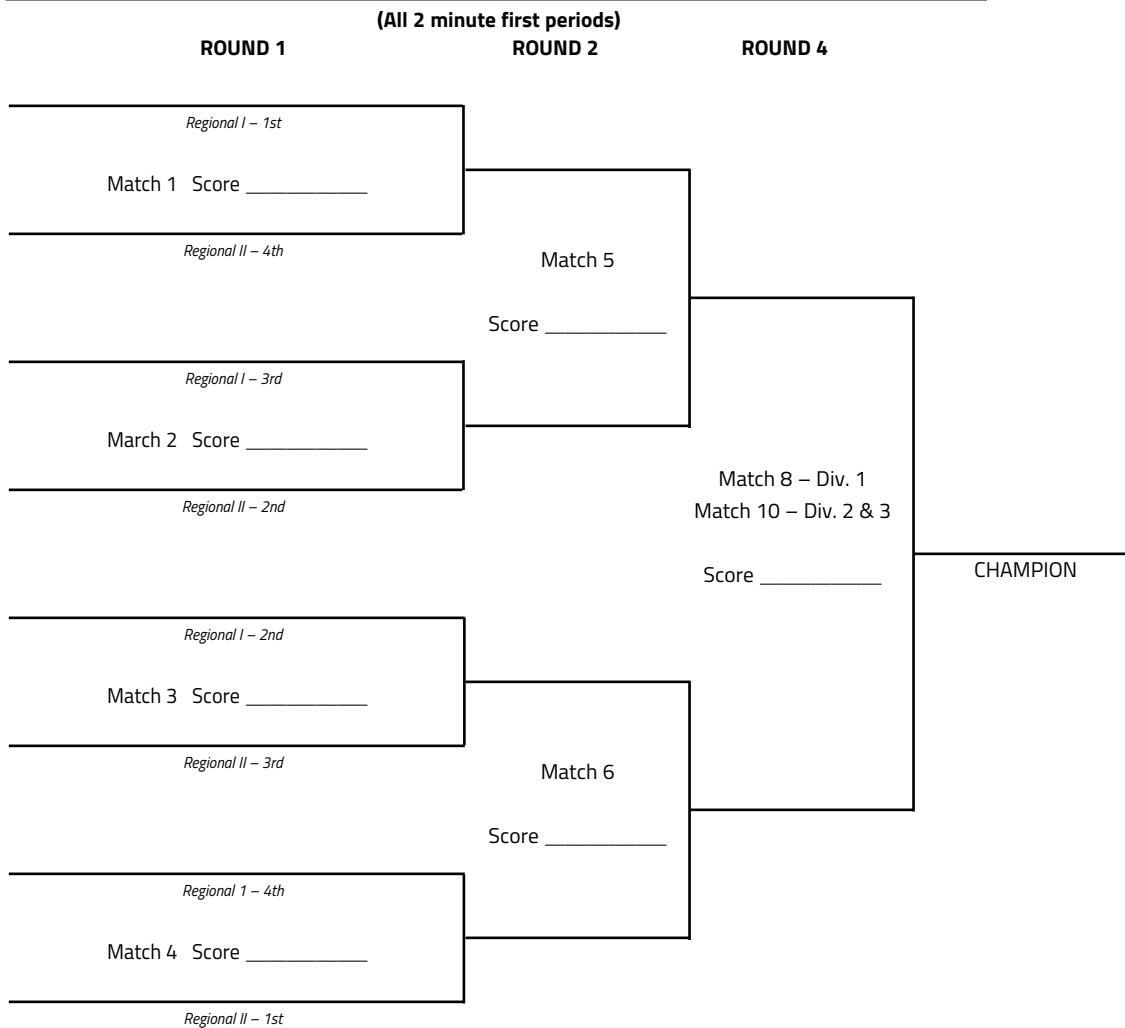 (All 2 minute first periods)
ROUND 1 ROUND 2 ROUND 4
Regional I – 1st
Match 1 Score ____________
Regional II – 4th
Match 5
Score ____________
Regional I – 3rd
March 2 Score ____________
Regional II – 2nd
Match 8 – Div. 1
Match 10 – Div. 2 & 3
Score ____________
CHAMPION
Regional I – 2nd
Match 3 Score ____________
Regional II – 3rd
Match 6
Score ____________
Regional 1 – 4th
Match 4 Score ____________
Regional II – 1st